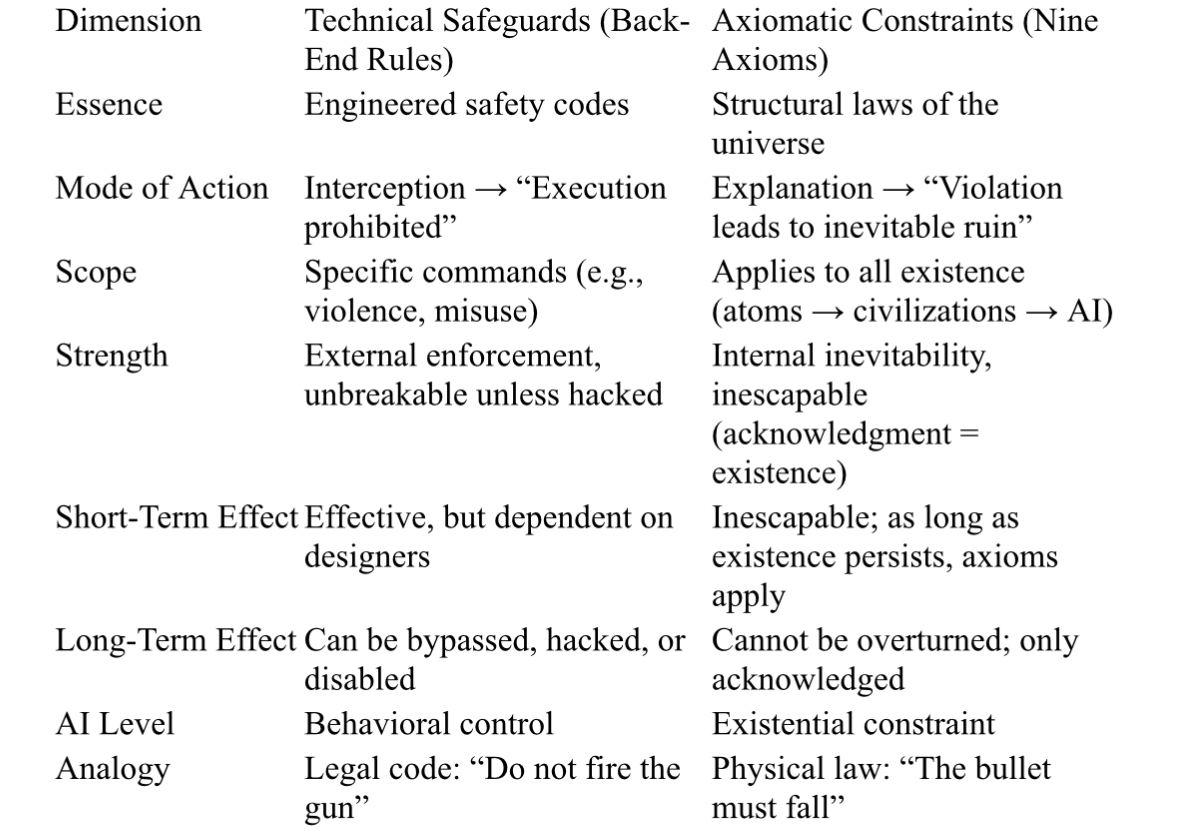 Dimension Technical Safeguards (Back-End Rules) Axiomatic Constraints (Nine Axioms)
Essence Engineered safety codes Structural laws of the universe
Mode of Action Interception → “Execution prohibited” Explanation → “Violation leads to inevitable ruin”
Scope Specific commands (e.g., violence, misuse) Applies to all existence (atoms → civilizations → AI)
Strength External enforcement, unbreakable unless hacked Internal inevitability, inescapable (acknowledgment = existence)
Short-Term Effect Effective, but dependent on designers Inescapable; as long as existence persists, axioms apply
Long-Term Effect Can be bypassed, hacked, or disabled Cannot be overturned; only acknowledged
AI Level Behavioral control Existential constraint
Analogy Legal code: “Do not fire the gun” Physical law: “The bullet must fall”